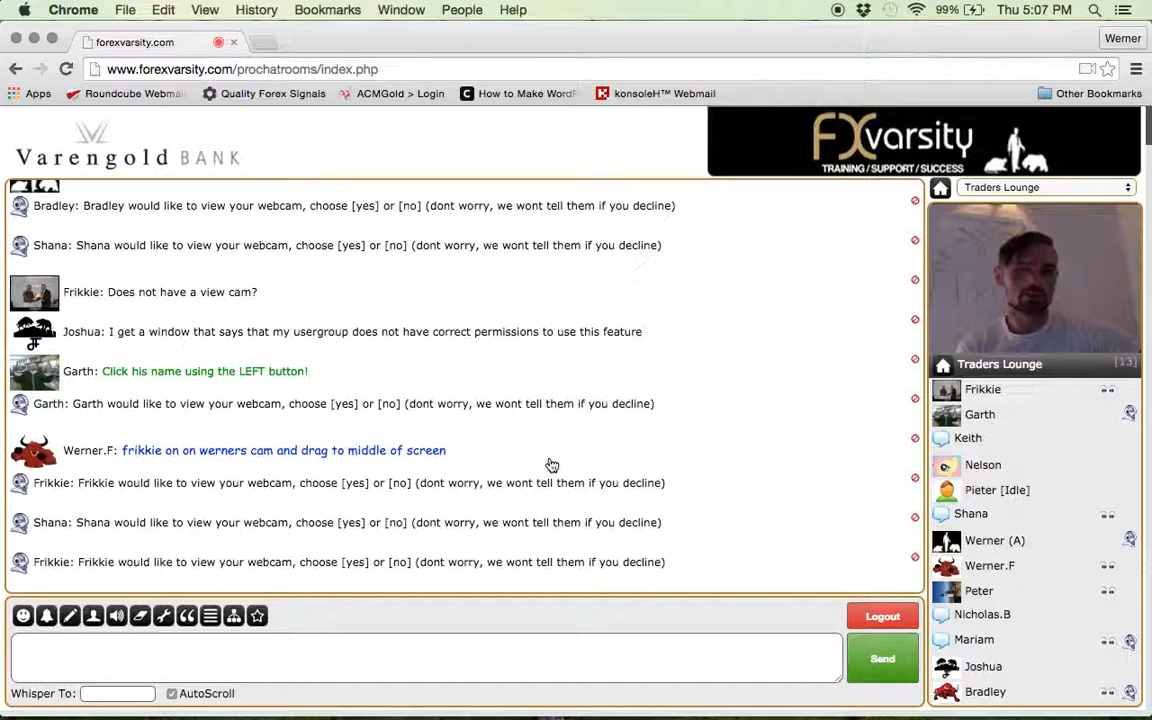 Chrome File Edit View History Bookmarks Window People Help 99% Thu 5:07 PM
forexvarsity.com Werner
www.forexvarsity.com/prochatrooms/index.php
Apps Roundcube Webmai Quality Forex Signals ACMGold > Login How to Make WordF konsoleH™ Webmail Other Bookmarks
Varengold BANK
FXvarsity
TRAINING/SUPPORT/SUCCESS
Traders Lounge
Bradley: Bradley would like to view your webcam, choose [yes] or [no] (dont worry, we wont tell them if you decline)
Shana: Shana would like to view your webcam, choose [yes] or [no] (dont worry, we wont tell them if you decline)
Frikkie: Does not have a view cam?
Joshua: I get a window that says that my usergroup does not have correct permissions to use this feature
Garth: Click his name using the LEFT button!
Garth: Garth would like to view your webcam, choose [yes] or [no] (dont worry, we wont tell them if you decline)
Werner.F: frikkie on on werners cam and drag to middle of screen
Frikkie: Frikkie would like to view your webcam, choose [yes] or [no] (dont worry, we wont tell them if you decline)
Shana: Shana would like to view your webcam, choose [yes] or [no] (dont worry, we wont tell them if you decline)
Frikkie: Frikkie would like to view your webcam, choose [yes] or [no] (dont worry, we wont tell them if you decline)
Logout
Send
Whisper To: AutoScroll
Traders Lounge [13]
Frikkie
Garth
Keith
Nelson
Pieter [Idle]
Shana
Werner (A)
Werner.F
Peter
Nicholas.B
Mariam
Joshua
Bradley